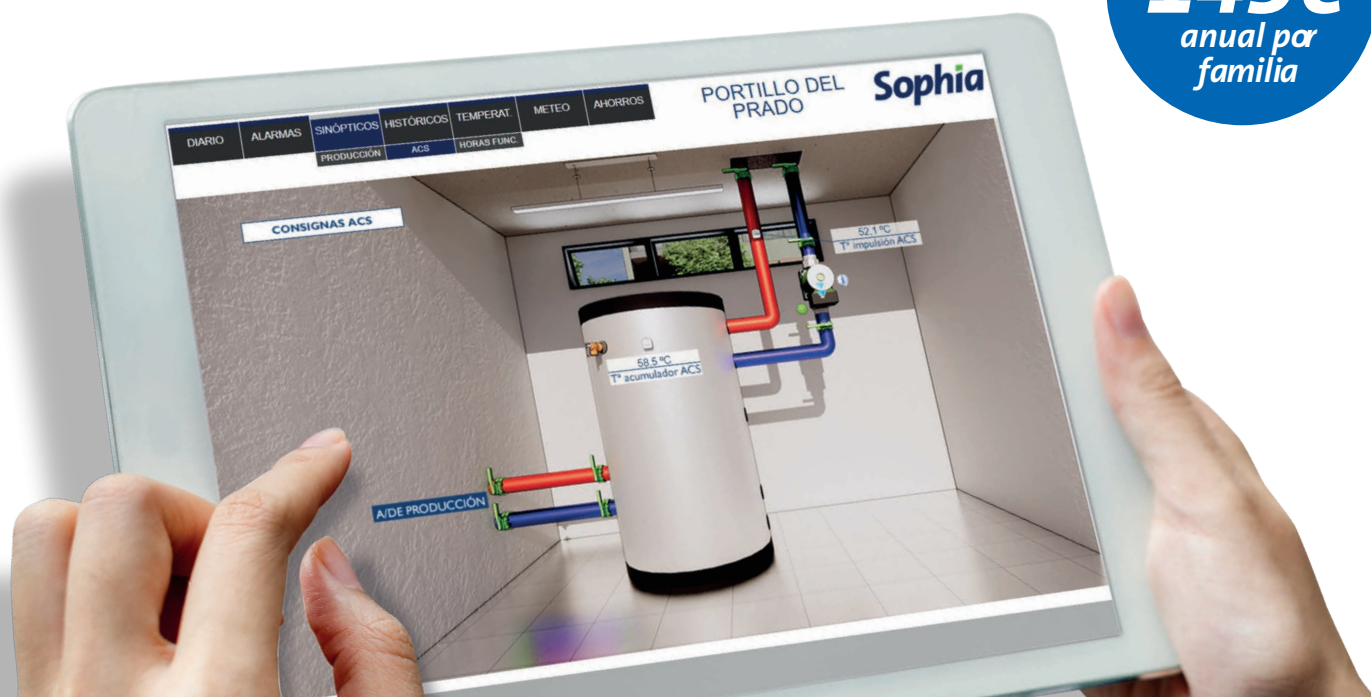 anual por
familia
Sophia
PORTILLO DEL
PRADO
DIARIO
ALARMAS
SINÓPTICOS
HISTÓRICOS
TEMPERAT.
METEO
AHORROS
PRODUCCIÓN
ACS
HORAS FUNC.
CONSIGNAS ACS
52,1 ºC
Tª impulsión ACS
58.5 ºC
Tª acumulador ACS
A/DE PRODUCCIÓN